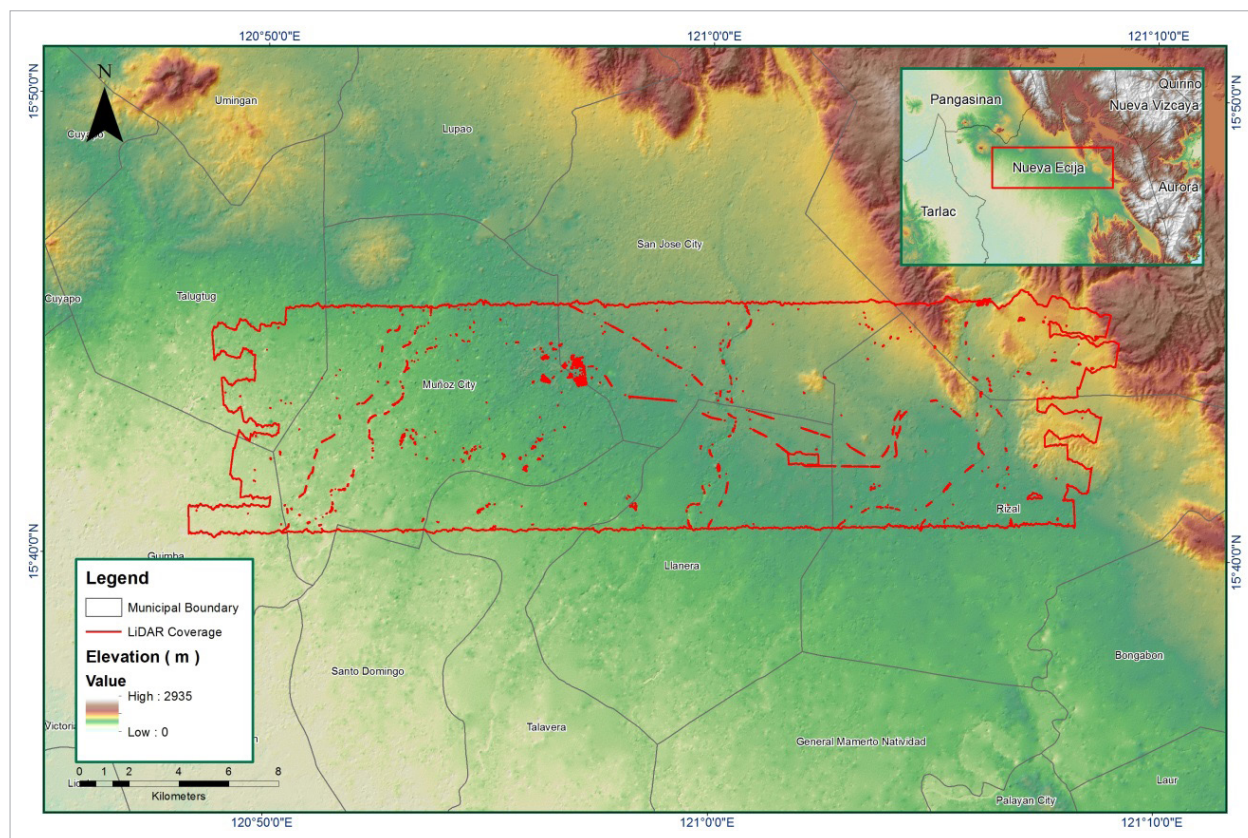 120°50'0"E
121°0'0"E
121°10'0"E
15°50'0"N
15°50'0"N
N
Umingan
Cuyapo
Lupao
Quirino
Pangasinan
Nueva Vizcaya
Nueva Ecija
Aurora
Tarlac
San Jose City
Cuyapo
Talugtug
Muñoz City
Rizal
15°40'0"N
15°40'0"N
Guimba
Llanera
Legend
Municipal Boundary
LiDAR Coverage
Elevation ( m )
Value
High : 2935
Low : 0
Santo Domingo
Bongabon
Talavera
General Mamerto Natividad
Laur
Palayan City
0 1 2 4 6 8
Kilometers
120°50'0"E
121°0'0"E
121°10'0"E